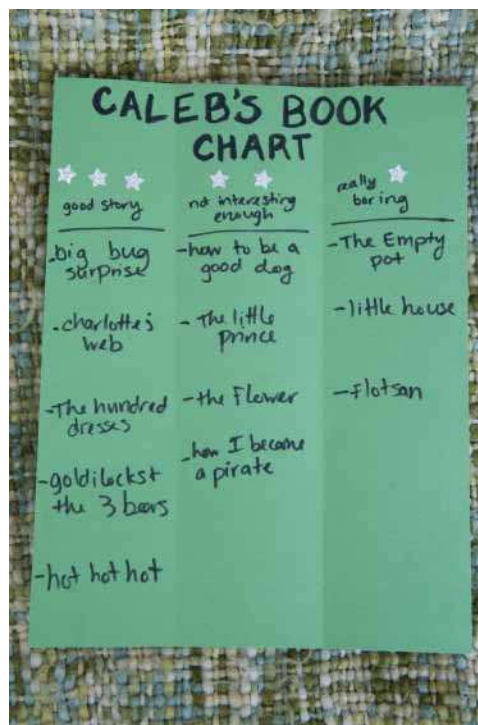 CALEB'S BOOK
CHART
good story
-big bug
surprise
-charlotte's
web
-The hundred
dresses
-goldilocks+
the 3 bears
-hot hot hot
not interesting
enough
-how to be a
good dog
-The little
prince
-the Flower
-how I became
a pirate
really
boring
-The Empty
pot
-little house
-Flotsan